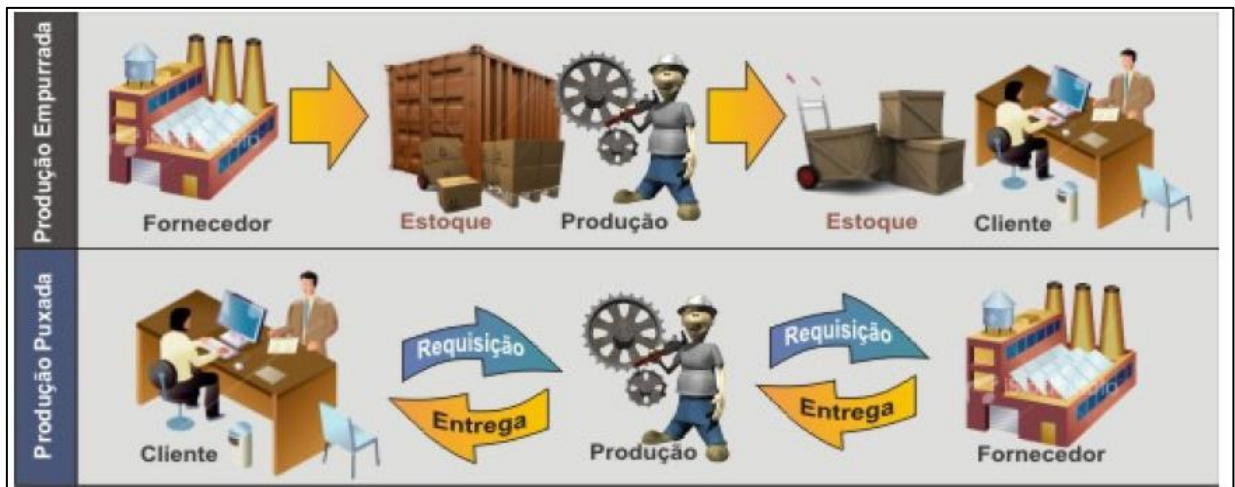 Produção Empurrada
Fornecedor
Estoque
Produção
Estoque
Cliente
Produção Puxada
Requisição
Entrega
Requisição
Entrega
Cliente
Produção
Fornecedor